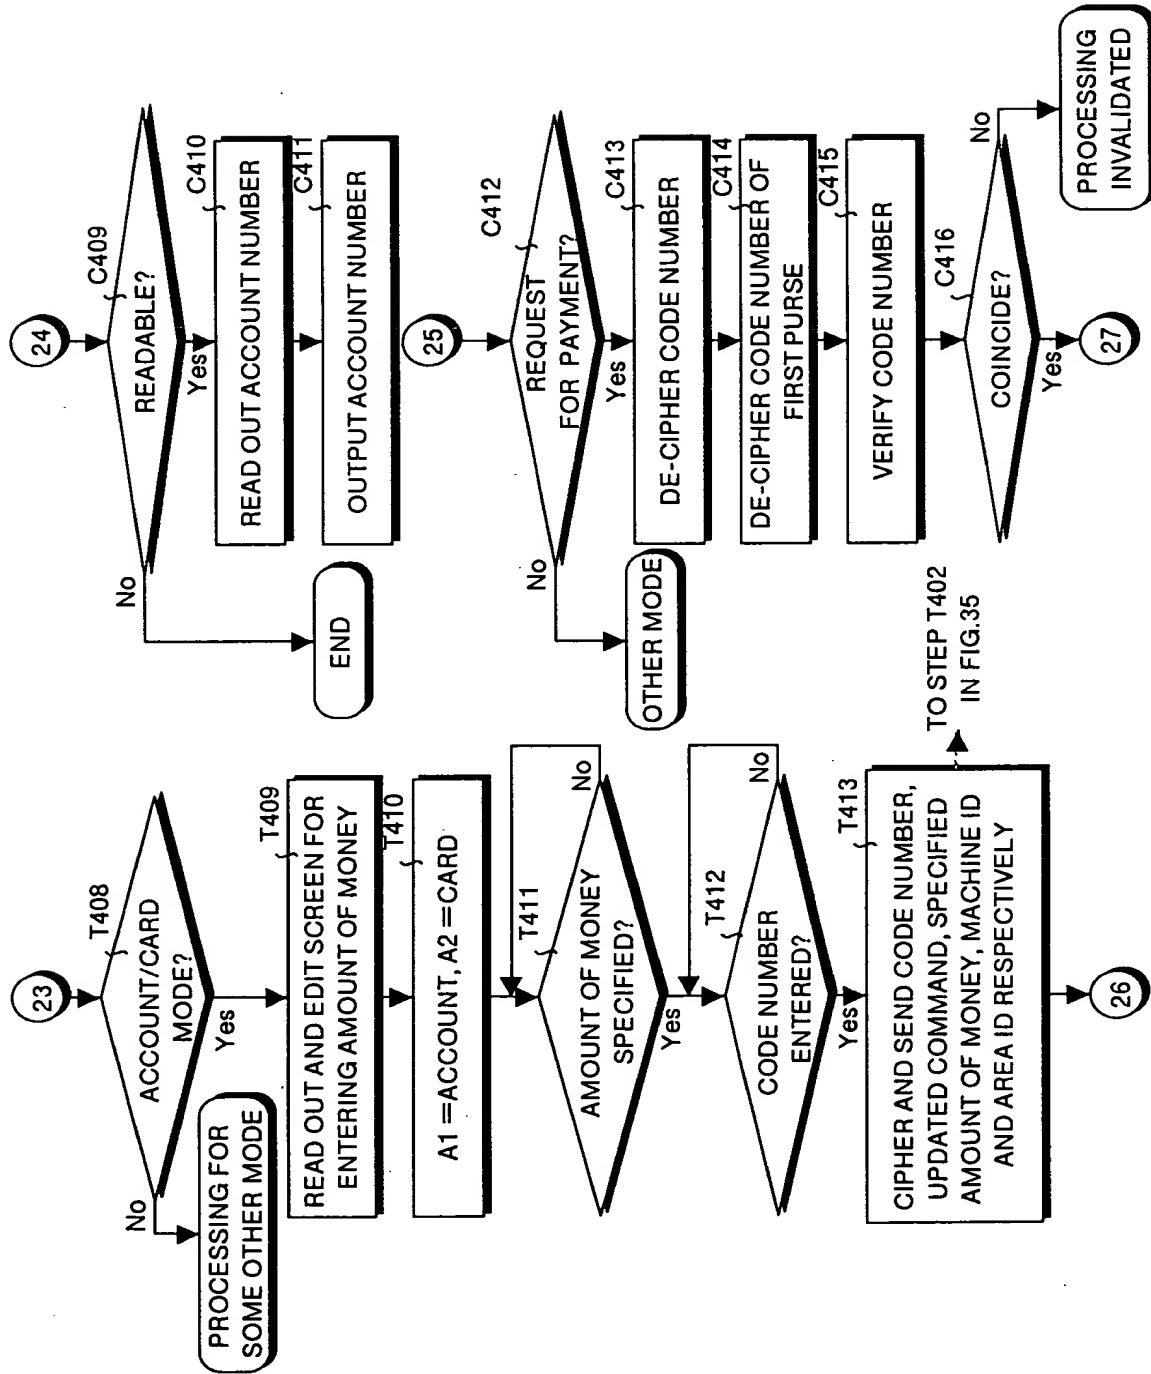 23
T408
ACCOUNT/CARD
MODE?
No
Yes
PROCESSING FOR
SOME OTHER MODE
T409
READ OUT AND EDIT SCREEN FOR
ENTERING AMOUNT OF MONEY
T410
A1 =ACCOUNT, A2 =CARD
T411
AMOUNT OF MONEY
SPECIFIED?
No
Yes
T412
CODE NUMBER
ENTERED?
No
Yes
T413
CIPHER AND SEND CODE NUMBER,
UPDATED COMMAND, SPECIFIED
AMOUNT OF MONEY, MACHINE ID
AND AREA ID RESPECTIVELY
TO STEP T402
IN FIG.35
26
24
C409
READABLE?
No
Yes
END
C410
READ OUT ACCOUNT NUMBER
C411
OUTPUT ACCOUNT NUMBER
25
C412
REQUEST
FOR PAYMENT?
No
Yes
OTHER MODE
C413
DE-CIPHER CODE NUMBER
C414
DE-CIPHER CODE NUMBER OF
FIRST PURSE
C415
VERIFY CODE NUMBER
C416
COINCIDE?
No
Yes
PROCESSING
INVALIDATED
27